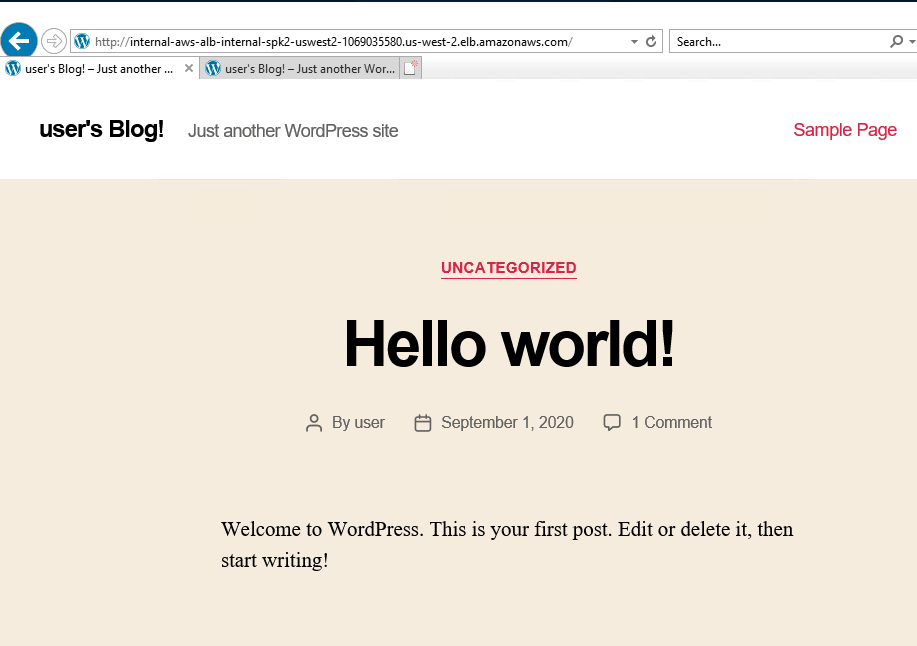 http://internal-aws-alb-internal-spk2-uswest2-1069035580.us-west-2.elb.amazonaws.com/ Search...
user's Blog! – Just another ... user's Blog! – Just another Wor...
user's Blog! Just another WordPress site Sample Page
UNCATEGORIZED
Hello world!
By user September 1, 2020 1 Comment
Welcome to WordPress. This is your first post. Edit or delete it, then
start writing!